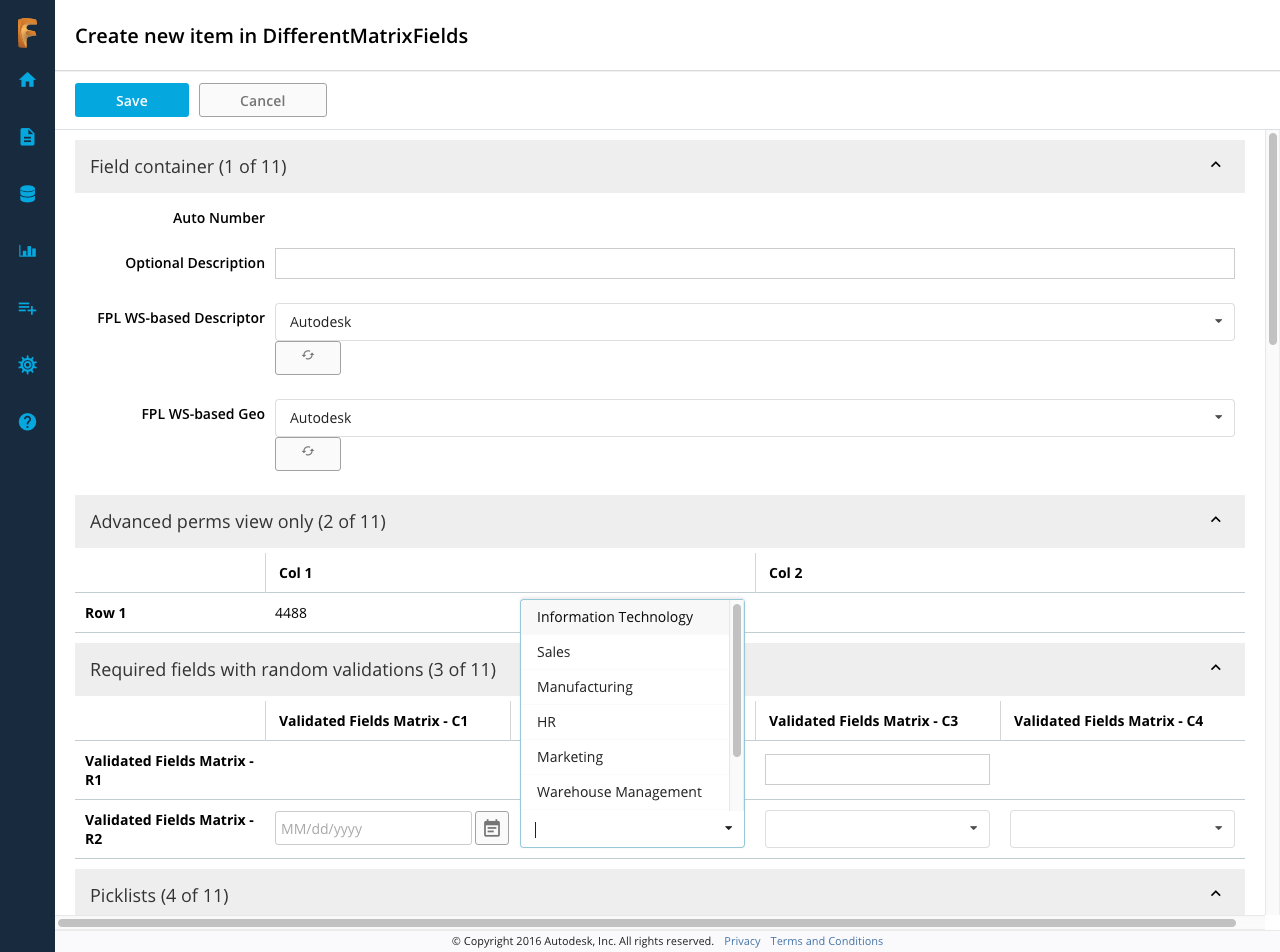 Create new item in DifferentMatrixFields
Save Cancel
Field container (1 of 11)
Auto Number
Optional Description
FPL WS-based Descriptor Autodesk
FPL WS-based Geo Autodesk
Advanced perms view only (2 of 11)
Col 1 Col 2
Row 1 4488
Information Technology
Sales
Manufacturing
HR
Marketing
Warehouse Management
Required fields with random validations (3 of 11)
Validated Fields Matrix - C1 Validated Fields Matrix - C3 Validated Fields Matrix - C4
Validated Fields Matrix -
R1
Validated Fields Matrix -
R2
MM/dd/yyyy
Picklists (4 of 11)
© Copyright 2016 Autodesk, Inc. All rights reserved. Privacy Terms and Conditions